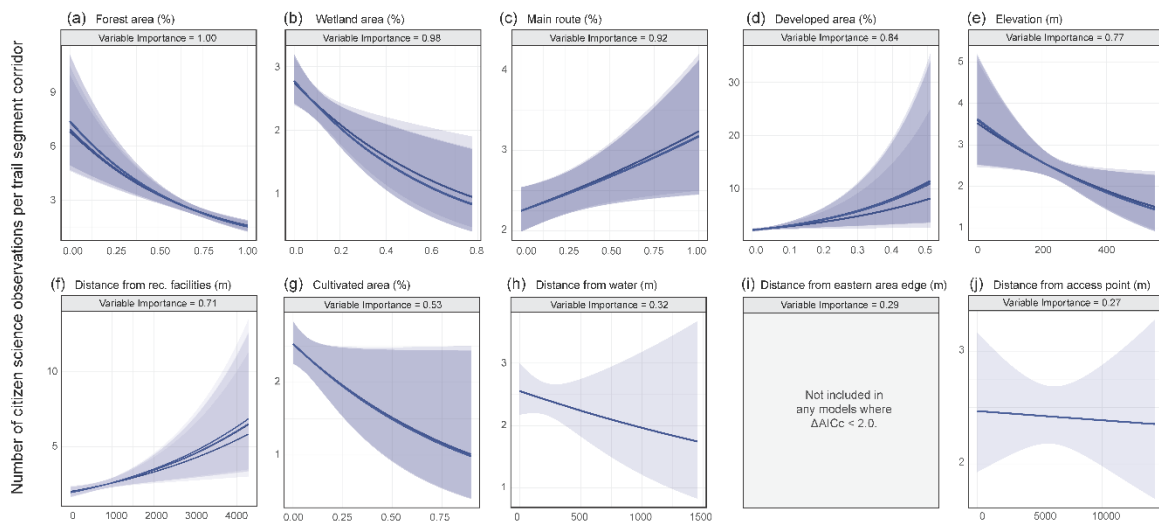 Number of citizen science observations per trail segment corridor
(a) Forest area (%)
Variable Importance = 1.00
9
6
3
0.00 0.25 0.50 0.75 1.00
(b) Wetland area (%)
Variable Importance = 0.98
3
2
1
0.0 0.2 0.4 0.6 0.8
(c) Main route (%)
Variable Importance = 0.92
4
3
2
0.00 0.25 0.50 0.75 1.00
(d) Developed area (%)
Variable Importance = 0.84
30
20
10
0.0 0.1 0.2 0.3 0.4 0.5
(e) Elevation (m)
Variable Importance = 0.77
5
4
3
2
1
0 200 400
(f) Distance from rec. facilities (m)
Variable Importance = 0.71
10
5
0 1000 2000 3000 4000
(g) Cultivated area (%)
Variable Importance = 0.53
2
1
0.00 0.25 0.50 0.75
(h) Distance from water (m)
Variable Importance = 0.32
3
2
1
0 500 1000 1500
(i) Distance from eastern area edge (m)
Variable Importance = 0.29
Not included in
any models where
ΔAICc < 2.0.
(j) Distance from access point (m)
Variable Importance = 0.27
3
2
0 5000 10000